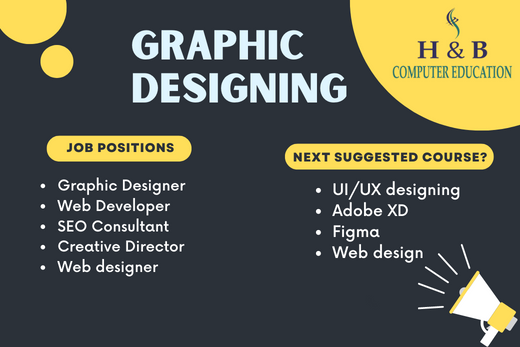 GRAPHIC
DESIGNING
H & B
COMPUTER EDUCATION
JOB POSITIONS
• Graphic Designer
• Web Developer
• SEO Consultant
• Creative Director
• Web designer
NEXT SUGGESTED COURSE?
• UI/UX designing
• Adobe XD
• Figma
• Web design